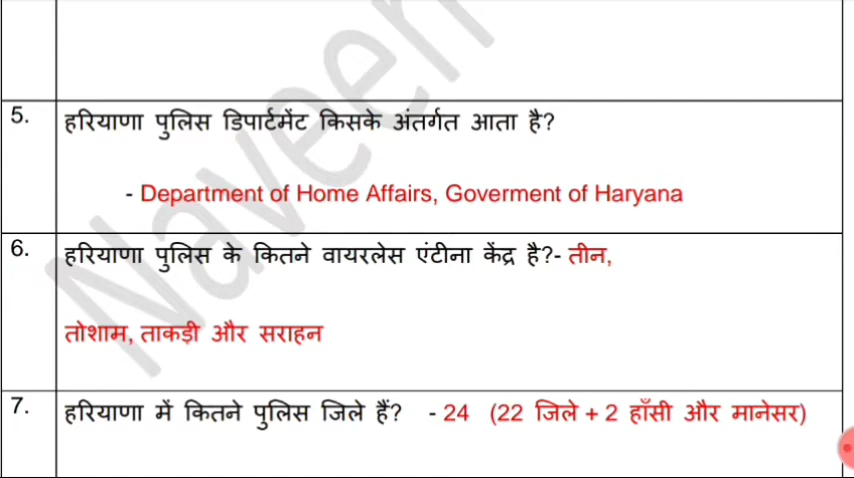 Naveen
5. हरियाणा पुलिस डिपार्टमेंट किसके अंतर्गत आता है?
- Department of Home Affairs, Goverment of Haryana
6. हरियाणा पुलिस के कितने वायरलेस एंटीना केंद्र है?- तीन,
तोशाम, ताकड़ी और सराहन
7. हरियाणा में कितने पुलिस जिले हैं? - 24 (22 जिले + 2 हाँसी और मानेसर)